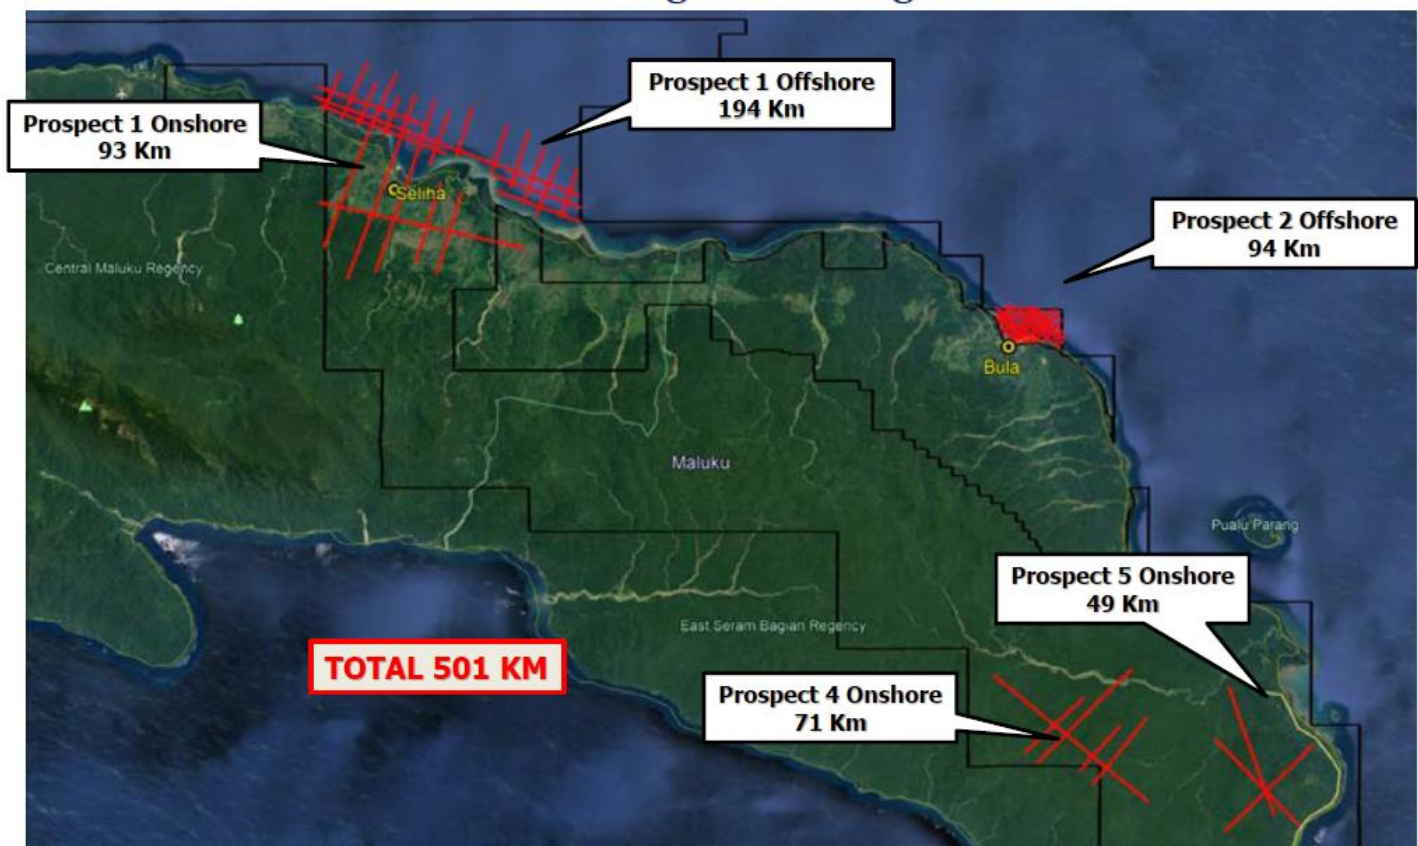 Prospect 1 Offshore
194 Km
Prospect 1 Onshore
93 Km
Seliha
Prospect 2 Offshore
94 Km
Central Maluku Regency
Bula
Maluku
Pualu Parang
Prospect 5 Onshore
49 Km
East Seram Bagian Regency
TOTAL 501 KM
Prospect 4 Onshore
71 Km